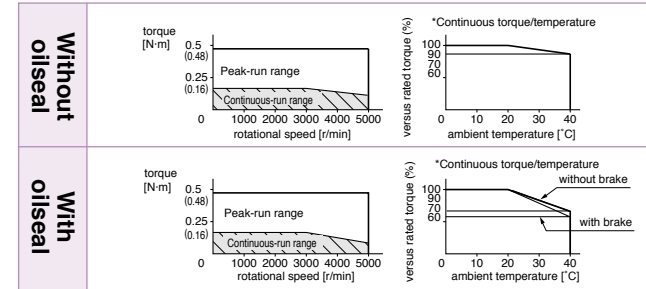 Without
oilseal
torque
[N·m]
0.5
(0.48)
0.25
(0.16)
Peak-run range
Continuous-run range
0 1000 2000 3000 4000 5000
rotational speed [r/min]
*Continuous torque/temperature
versus rated torque (%)
100
90
70
60
0 10 20 30 40
ambient temperature [˚C]
With
oilseal
torque
[N·m]
0.5
(0.48)
0.25
(0.16)
Peak-run range
Continuous-run range
0 1000 2000 3000 4000 5000
rotational speed [r/min]
*Continuous torque/temperature
without brake
versus rated torque (%)
100
90
70
60
with brake
0 10 20 30 40
ambient temperature [˚C]